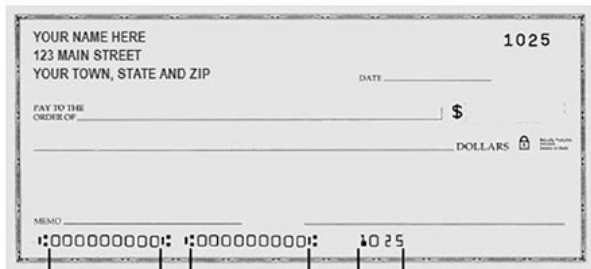 YOUR NAME HERE
1025
123 MAIN STREET
YOUR TOWN, STATE AND ZIP
DATE
PAY TO THE
ORDER OF
$
DOLLARS
MEMO
⑆000000000⑆ ⑆000000000⑆ 1025